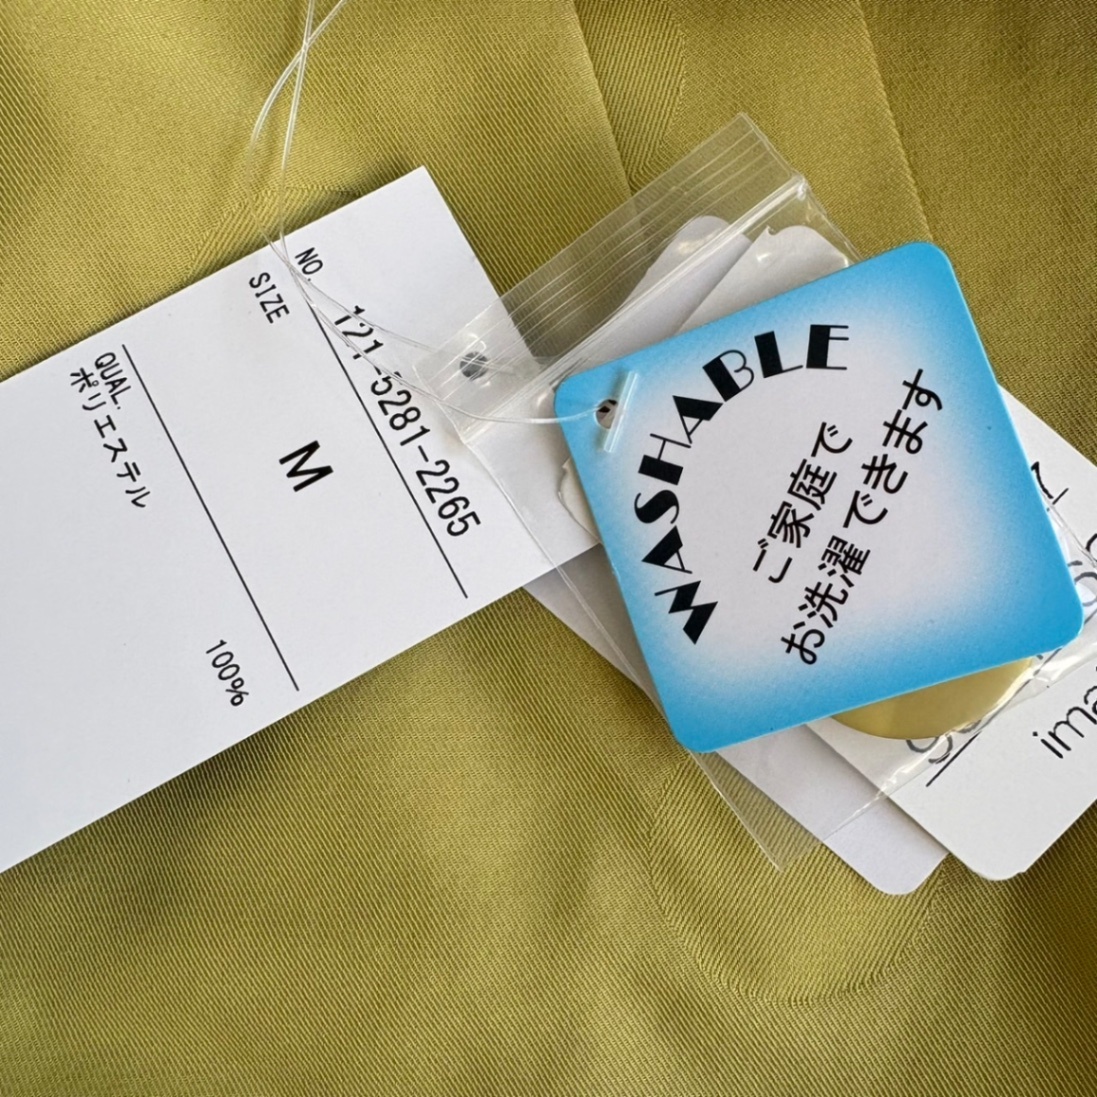 NO. 121-5281-2265
SIZE
M
QUAL.
ポリエステル 100%
WASHABLE
ご家庭で
お洗濯できます